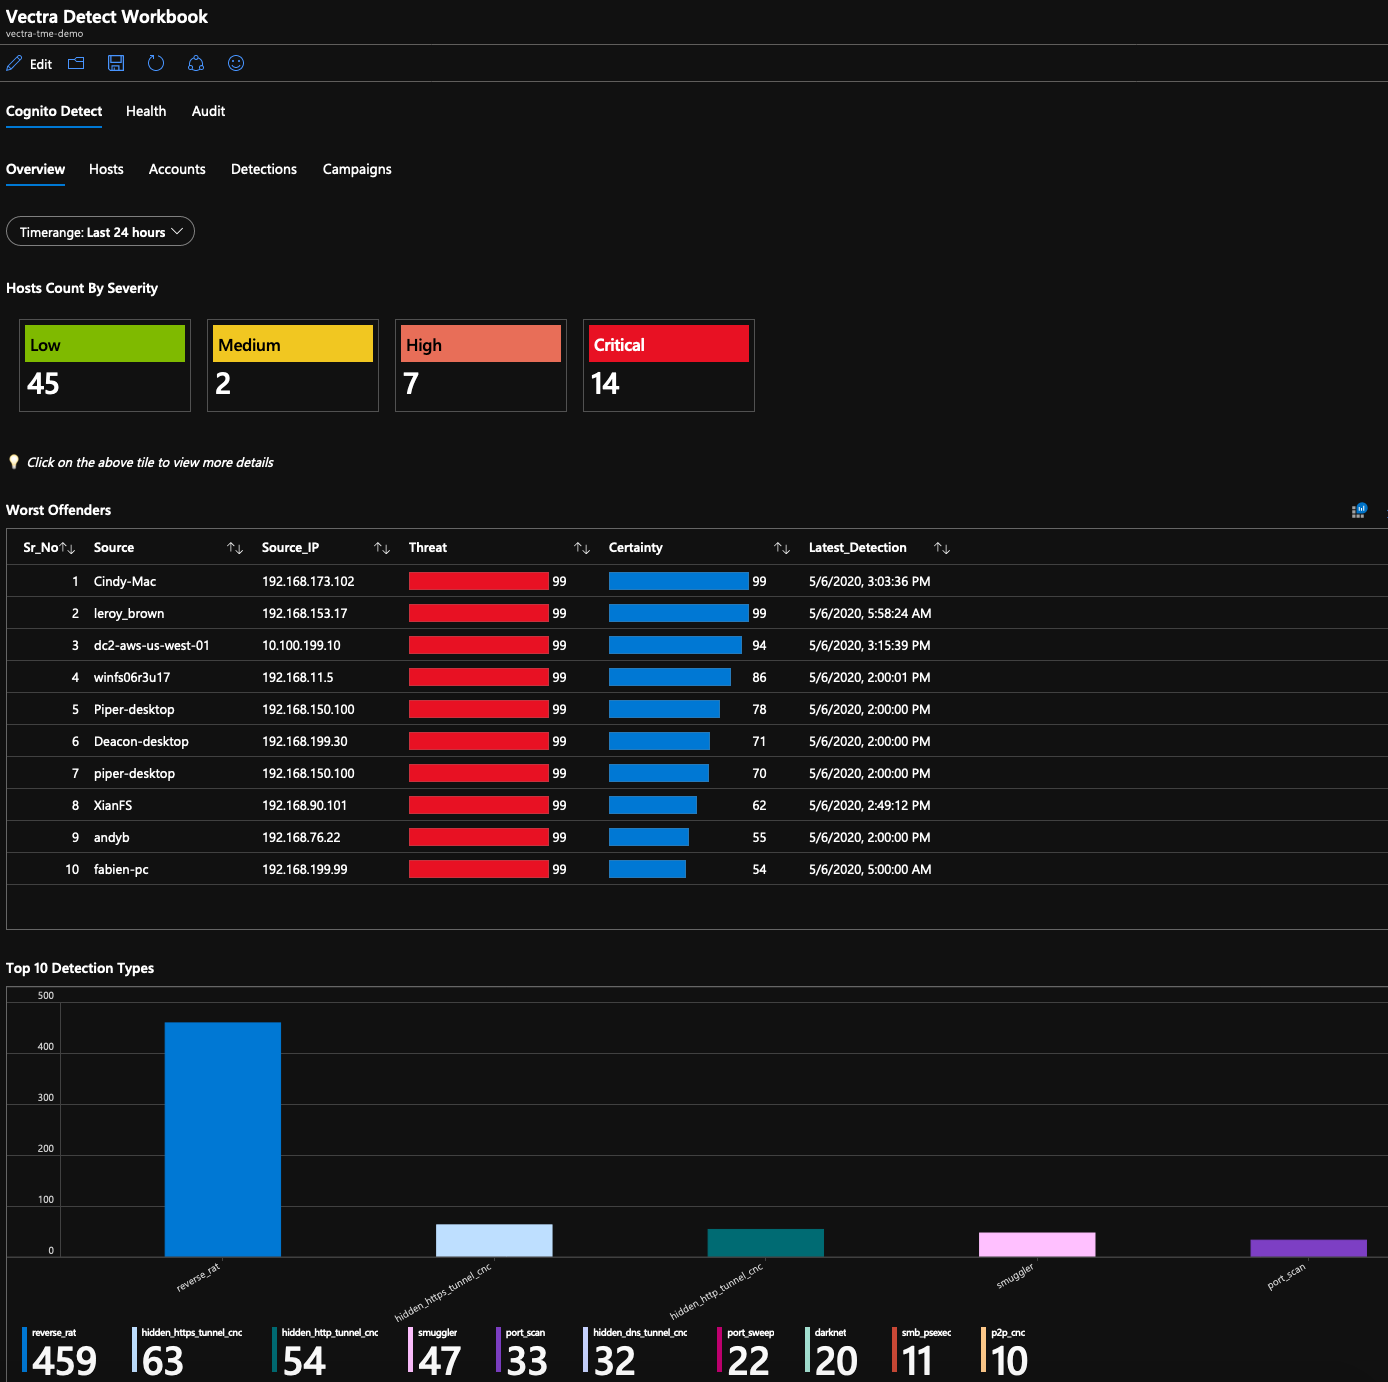 Vectra Detect Workbook
vectra-tme-demo
Edit
Cognito Detect Health Audit
Overview Hosts Accounts Detections Campaigns
Timerange: Last 24 hours
Hosts Count By Severity
Low Medium High Critical
45 2 7 14
Click on the above tile to view more details
Worst Offenders
Sr_No Source Source_IP Threat Certainty Latest_Detection
1 Cindy-Mac 192.168.173.102 99 99 5/6/2020, 3:03:36 PM
2 leroy_brown 192.168.153.17 99 99 5/6/2020, 5:58:24 AM
3 dc2-aws-us-west-01 10.100.199.10 99 94 5/6/2020, 3:15:39 PM
4 winfs06r3u17 192.168.11.5 99 86 5/6/2020, 2:00:01 PM
5 Piper-desktop 192.168.150.100 99 78 5/6/2020, 2:00:00 PM
6 Deacon-desktop 192.168.199.30 99 71 5/6/2020, 2:00:00 PM
7 piper-desktop 192.168.150.100 99 70 5/6/2020, 2:00:00 PM
8 XianFS 192.168.90.101 99 62 5/6/2020, 2:49:12 PM
9 andyb 192.168.76.22 99 55 5/6/2020, 2:00:00 PM
10 fabien-pc 192.168.199.99 99 54 5/6/2020, 5:00:00 AM
Top 10 Detection Types
500
400
300
200
100
0
reverse_rat hidden_https_tunnel_cnc hidden_http_tunnel_cnc smuggler port_scan
reverse_rat hidden_https_tunnel_cnc hidden_http_tunnel_cnc smuggler port_scan hidden_dns_tunnel_cnc port_sweep darknet smb_psexec p2p_cnc
459 63 54 47 33 32 22 20 11 10